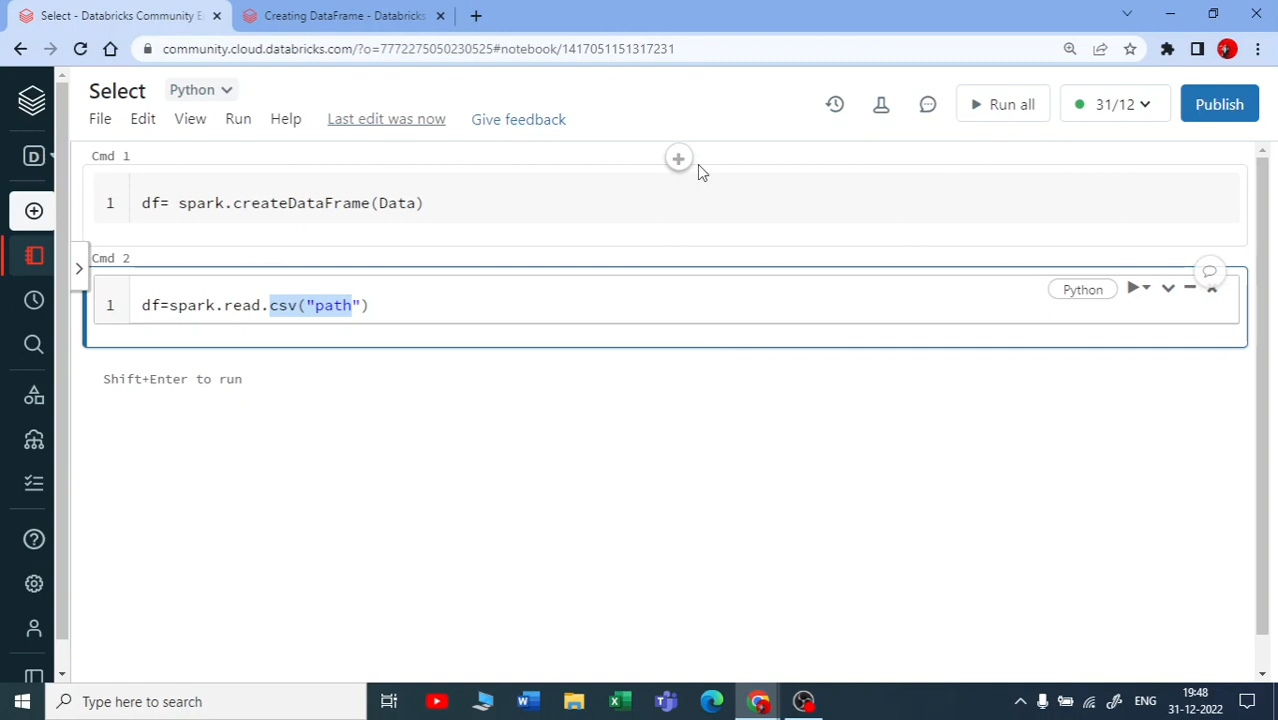 Select - Databricks Community E
Creating DataFrame - Databricks
community.cloud.databricks.com/?o=7772275050230525#notebook/1417051151317231
Select
Python
File Edit View Run Help Last edit was now Give feedback
Run all
31/12
Publish
D
Cmd 1
1 df= spark.createDataFrame(Data)
Cmd 2
Python
1 df=spark.read.csv("path")
Shift+Enter to run
Type here to search
ENG
19:48
31-12-2022